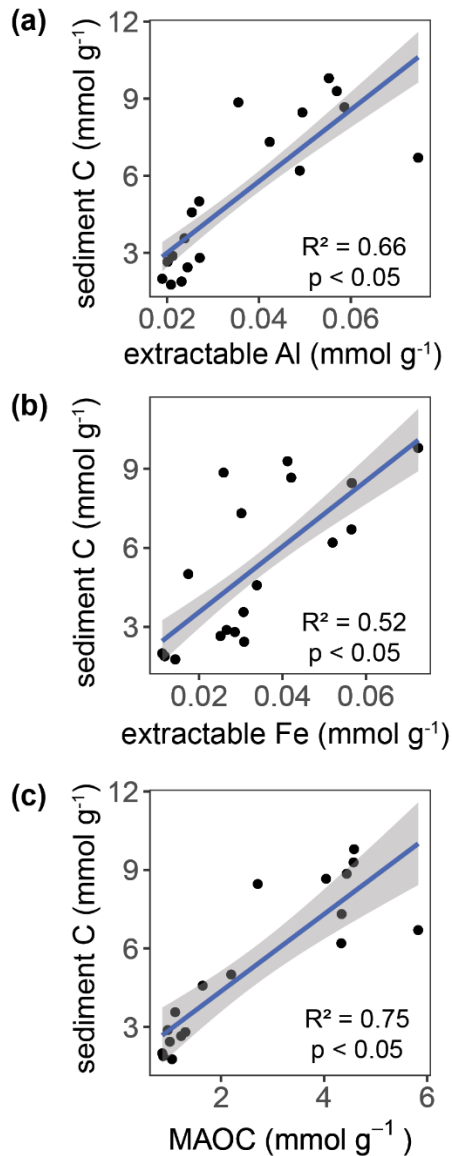 (a)
sediment C (mmol g⁻¹)
12
9
6
3
R² = 0.66
p < 0.05
0.02 0.04 0.06
extractable Al (mmol g⁻¹)
(b)
sediment C (mmol g⁻¹)
9
6
3
R² = 0.52
p < 0.05
0.02 0.04 0.06
extractable Fe (mmol g⁻¹)
(c)
sediment C (mmol g⁻¹)
12
9
6
3
R² = 0.75
p < 0.05
2 4 6
MAOC (mmol g⁻¹ )